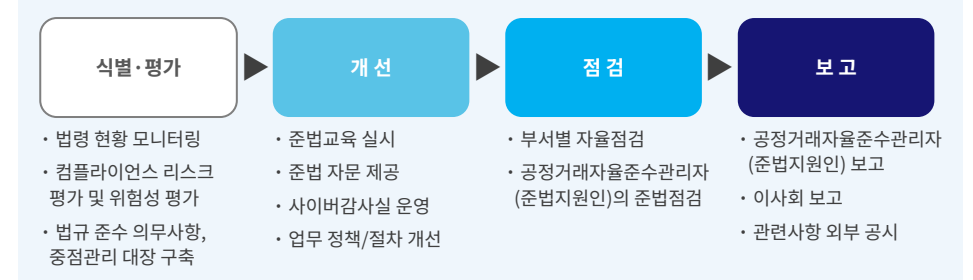 식별·평가
· 법령 현황 모니터링
· 컴플라이언스 리스크
평가 및 위험성 평가
· 법규 준수 의무사항,
중점관리 대장 구축
개 선
· 준법교육 실시
· 준법 자문 제공
· 사이버감사실 운영
· 업무 정책/절차 개선
점 검
· 부서별 자율점검
· 공정거래자율준수관리자
(준법지원인)의 준법점검
보 고
· 공정거래자율준수관리자
(준법지원인) 보고
· 이사회 보고
· 관련사항 외부 공시